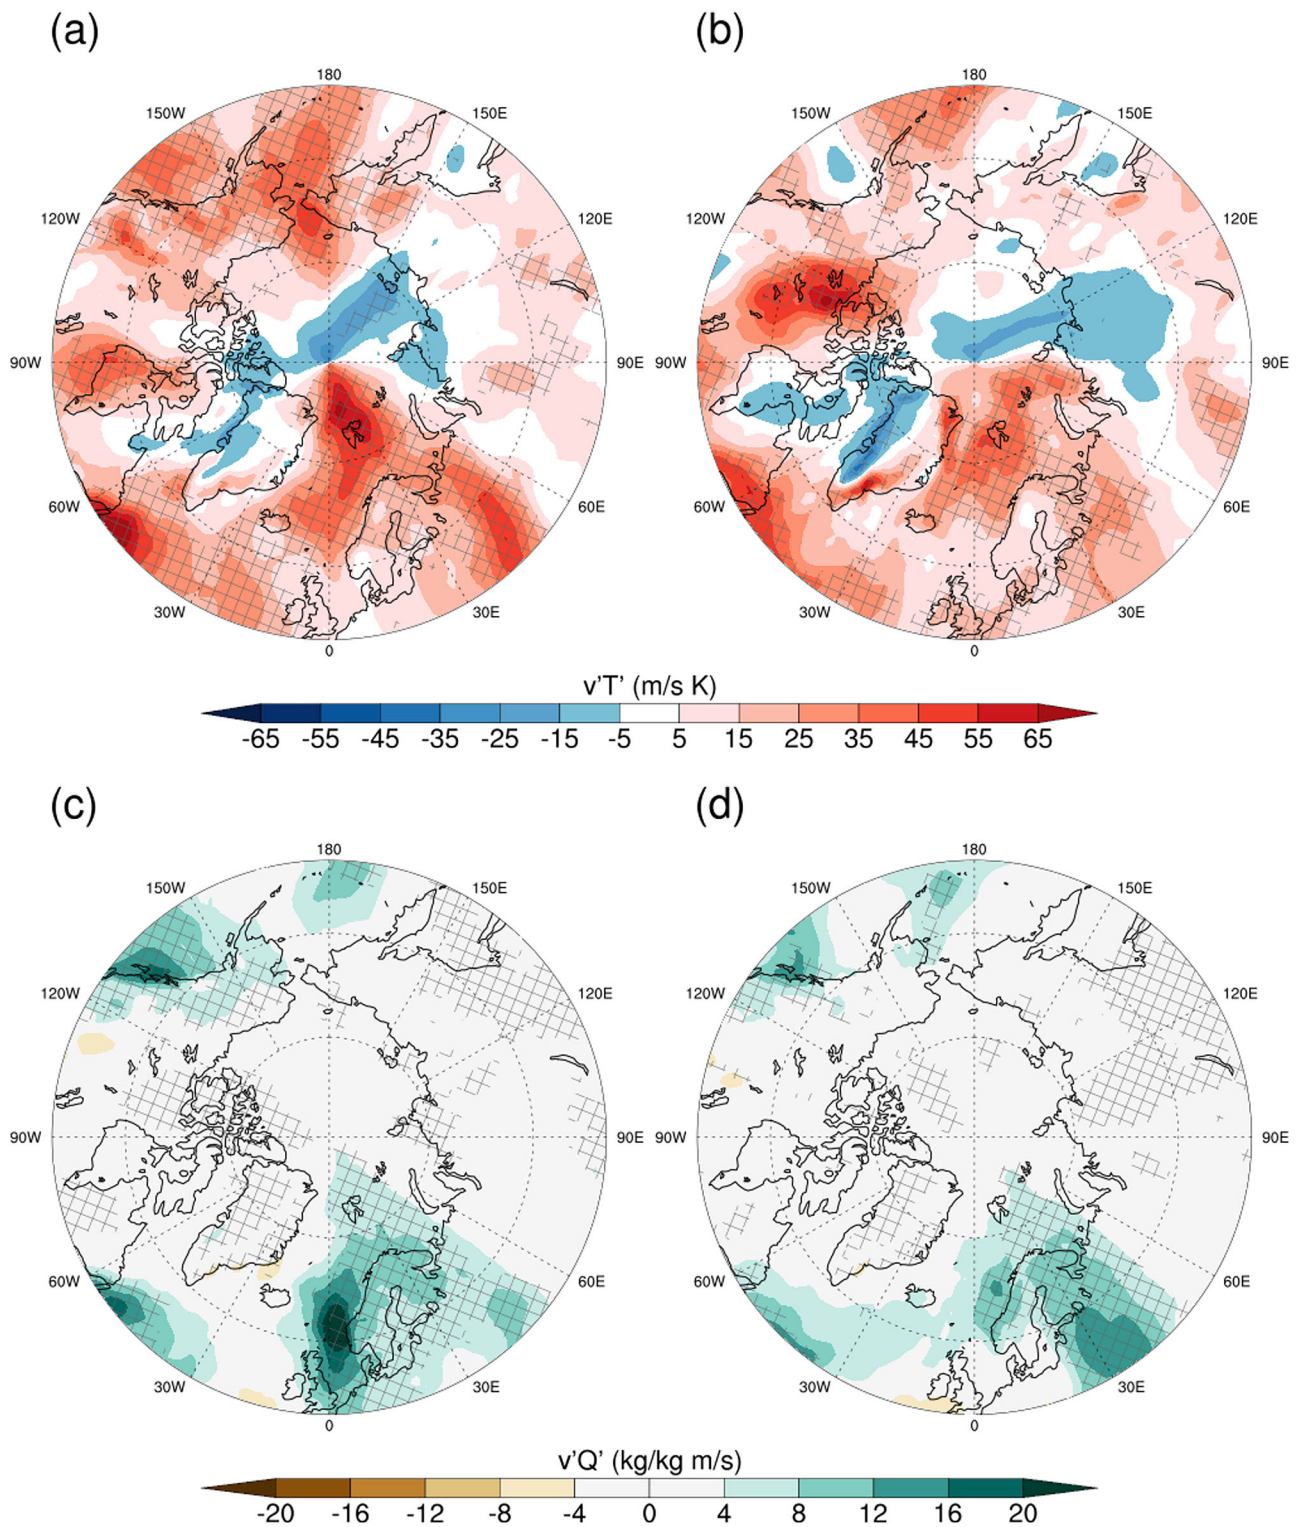 (a) (b)
180 180
150W 150E 150W 150E
120W 120E 120W 120E
90W 90E 90W 90E
60W 60E 60W 60E
30W 30E 30W 30E
0 0
v'T' (m/s K)
-65 -55 -45 -35 -25 -15 -5 5 15 25 35 45 55 65
(c) (d)
180 180
150W 150E 150W 150E
120W 120E 120W 120E
90W 90E 90W 90E
60W 60E 60W 60E
30W 30E 30W 30E
0 0
v'Q' (kg/kg m/s)
-20 -16 -12 -8 -4 0 4 8 12 16 20